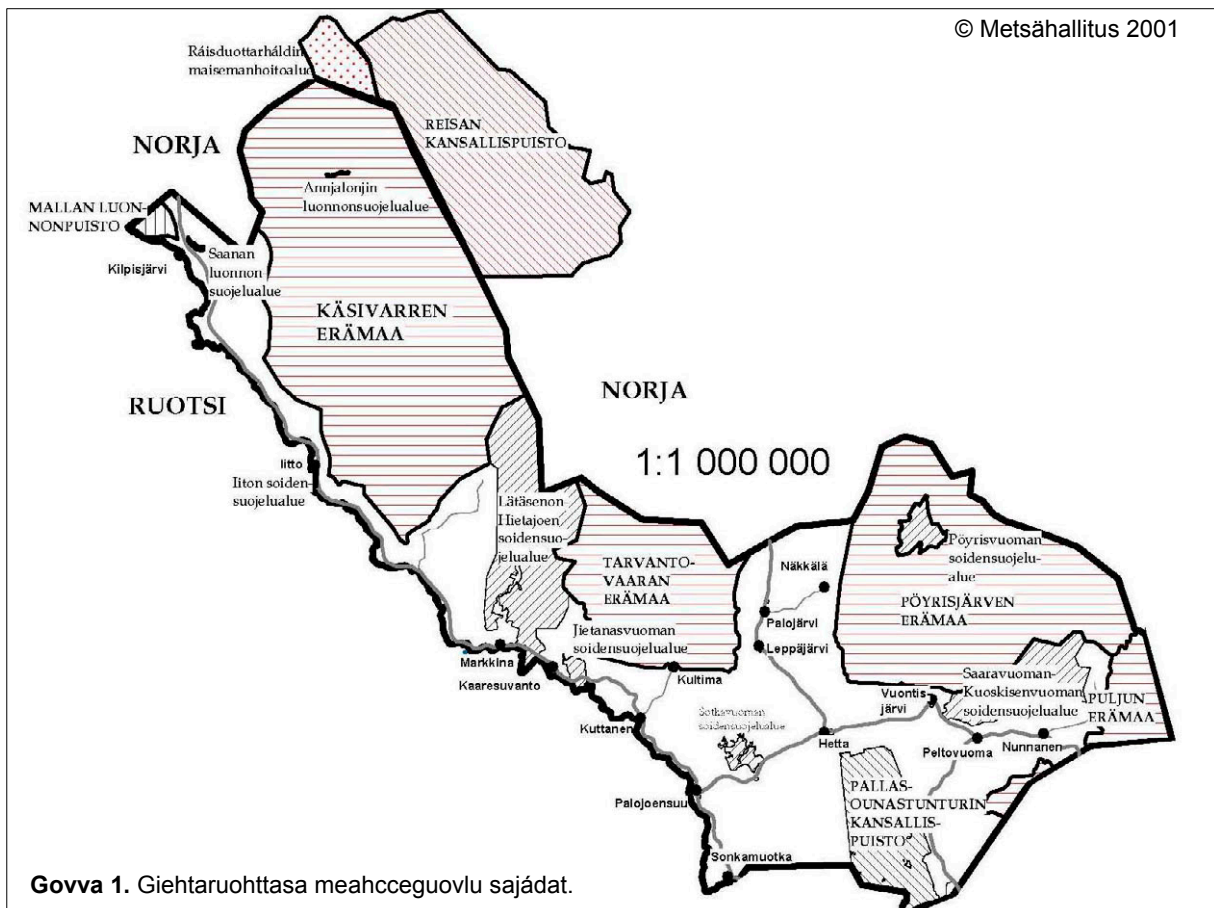 © Metsähallitus 2001
Ráisduottarháldin
maisemanhoitoalue
REISAN
KANSALLISPUISTO
NORJA
Annjalonjin
luonnonsuojelualue
MALLAN LUON-
NONPUISTO
Saanan
luonnon
suojelualue
Kilpisjärvi
KÄSIVARREN
ERÄMAA
RUOTSI
NORJA
1:1 000 000
Iitto
Iiton soiden-
suojelualue
Lätäsenon
Hietajoen
soidensuo-
jelualue
TARVANTO-
VAARAN
ERÄMAA
Näkkälä
Pöyrisvuoman
soidensuojelu-
alue
PÖYRISJÄRVEN
ERÄMAA
Palojärvi
Jietanasvuoman
soidensuojelualue
Leppäjärvi
Markkina
Kaaresuvanto
Kultima
Saaravuoman-
Kuoskisenvuoman
soidensuojelualue
PULJUN
ERÄMAA
Vuontis
järvi
Kuttanen
Sotkavuoman
soidensuojelualue
Hetta
Peltovuoma
Nunnanen
Palojoensuu
PALLAS-
OUNASTUNTURIN
KANSALLIS-
PUISTO
Sonkamuotka
Govva 1. Giehtaruohttasa meahcceguovlu sajádat.